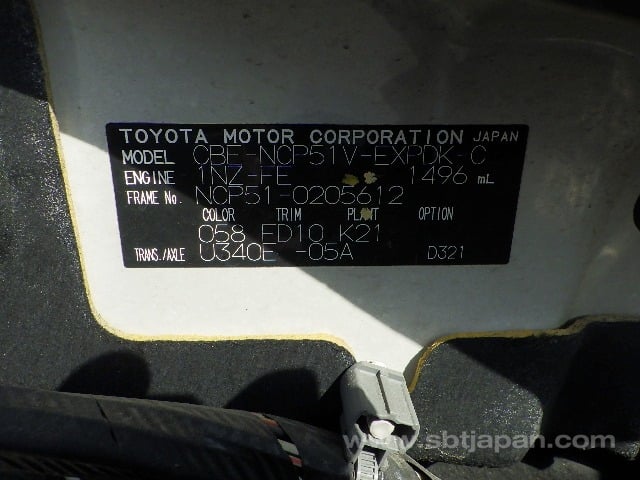 TOYOTA MOTOR CORPORATION JAPAN
MODEL CBE-NCP51V-EXPDK-C
ENGINE 1NZ-FE 1496 mL
FRAME No. NCP51-0205612
COLOR TRIM PLANT OPTION
058 ED10 K21
TRANS./AXLE U340E -05A D321
www.sbtjapan.com